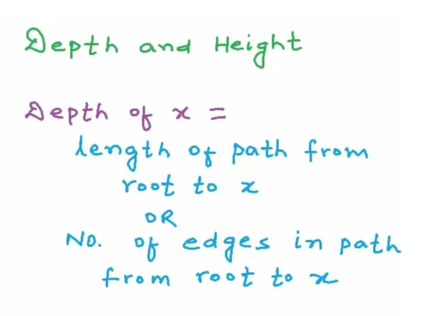 Depth and Height
Depth of x =
length of path from
root to x
OR
No. of edges in path
from root to x